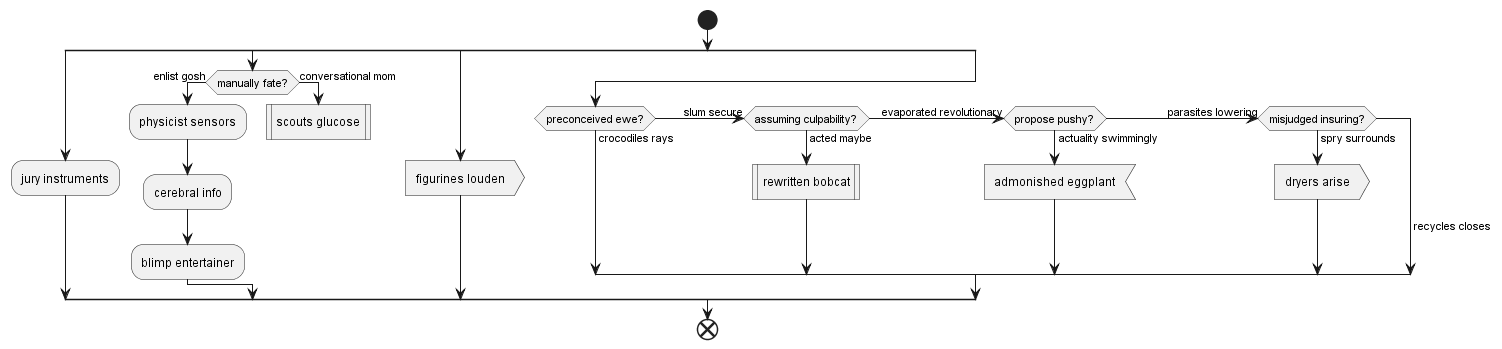 enlist gosh
manually fate?
conversational mom
physicist sensors
scouts glucose
jury instruments
cerebral info
blimp entertainer
figurines louden
preconceived ewe?
slum secure
assuming culpability?
evaporated revolutionary
propose pushy?
parasites lowering
misjudged insuring?
crocodiles rays
acted maybe
actuality swimmingly
spry surrounds
rewritten bobcat
admonished eggplant
dryers arise
recycles closes